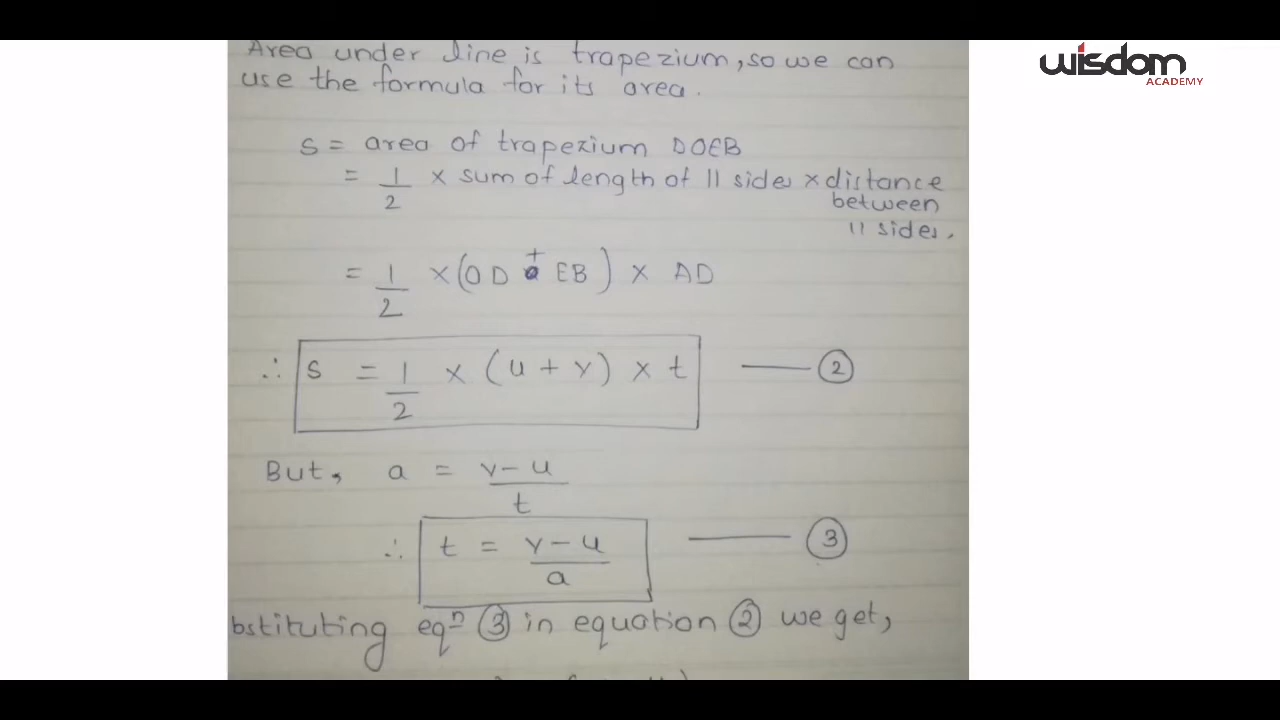 Area under line is trapezium, so we can
use the formula for its area.
wisdom
ACADEMY
s = area of trapezium DOEB
= 1/2 × sum of length of || sides × distance
between
|| sides.
= 1/2 × (OD + EB) × AD
∴ s = 1/2 × (u + v) × t —— ②
But, a = v - u / t
∴ t = v - u / a —— ③
bstituting eqⁿ ③ in equation ② we get,